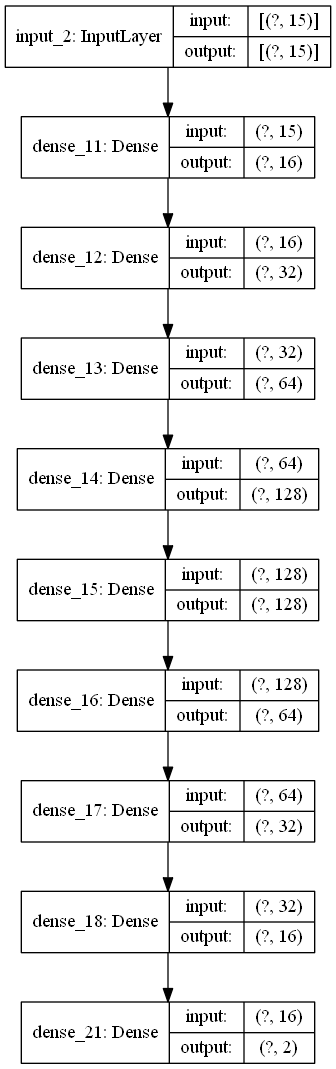 input_2: InputLayer
input: [(?, 15)]
output: [(?, 15)]
dense_11: Dense
input: (?, 15)
output: (?, 16)
dense_12: Dense
input: (?, 16)
output: (?, 32)
dense_13: Dense
input: (?, 32)
output: (?, 64)
dense_14: Dense
input: (?, 64)
output: (?, 128)
dense_15: Dense
input: (?, 128)
output: (?, 128)
dense_16: Dense
input: (?, 128)
output: (?, 64)
dense_17: Dense
input: (?, 64)
output: (?, 32)
dense_18: Dense
input: (?, 32)
output: (?, 16)
dense_21: Dense
input: (?, 16)
output: (?, 2)